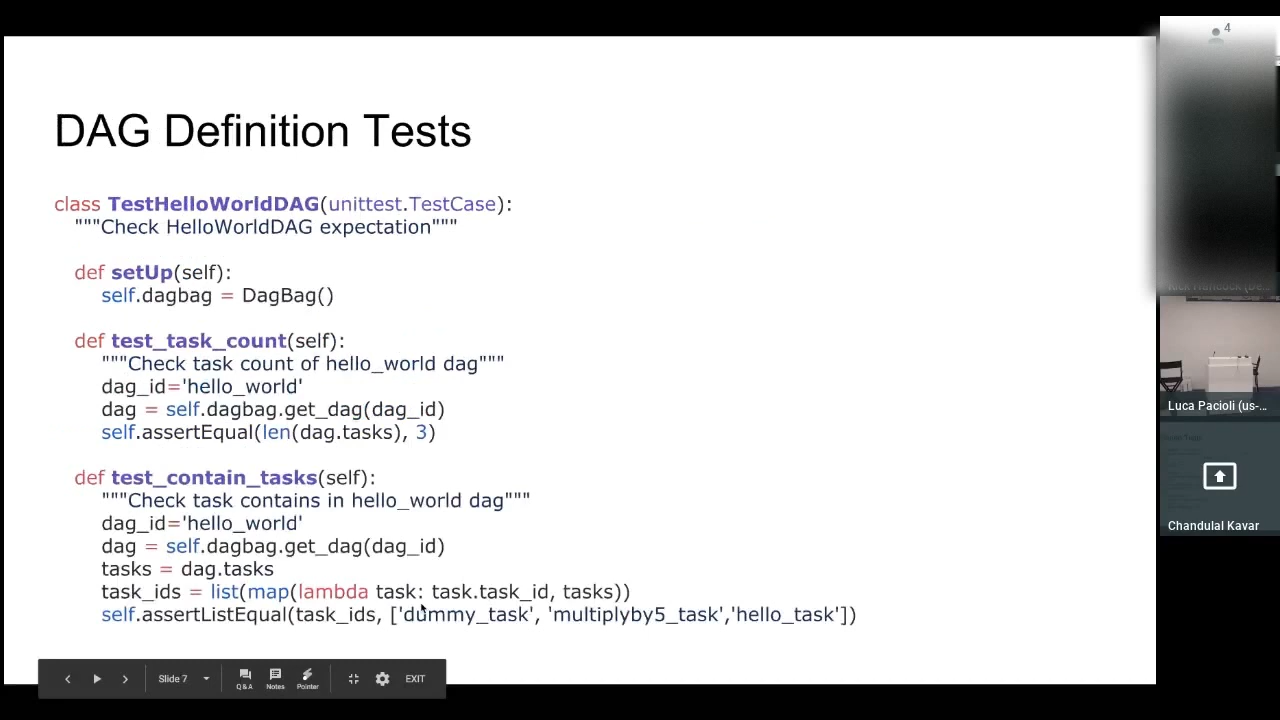 DAG Definition Tests
class TestHelloWorldDAG(unittest.TestCase):
"""Check HelloWorldDAG expectation"""
def setUp(self):
self.dagbag = DagBag()
def test_task_count(self):
"""Check task count of hello_world dag"""
dag_id='hello_world'
dag = self.dagbag.get_dag(dag_id)
self.assertEqual(len(dag.tasks), 3)
def test_contain_tasks(self):
"""Check task contains in hello_world dag"""
dag_id='hello_world'
dag = self.dagbag.get_dag(dag_id)
tasks = dag.tasks
task_ids = list(map(lambda task: task.task_id, tasks))
self.assertListEqual(task_ids, ['dummy_task', 'multiplyby5_task','hello_task'])
Slide 7
Q&A
Notes
Pointer
EXIT
4
Luca Pacioli (us-...
Chandulal Kavar